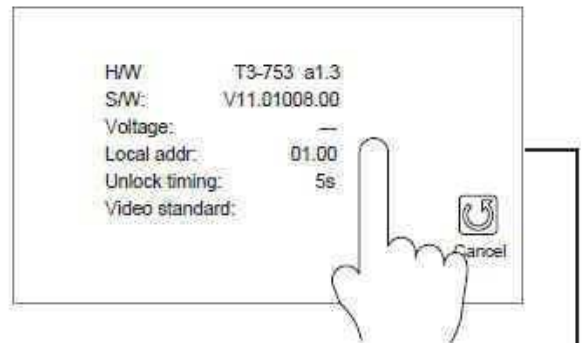 H/W T3-753 a1.3
S/W: V11.01008.00
Voltage: ---
Local addr: 01.00
Unlock timing: 5s
Video standard:
Cancel